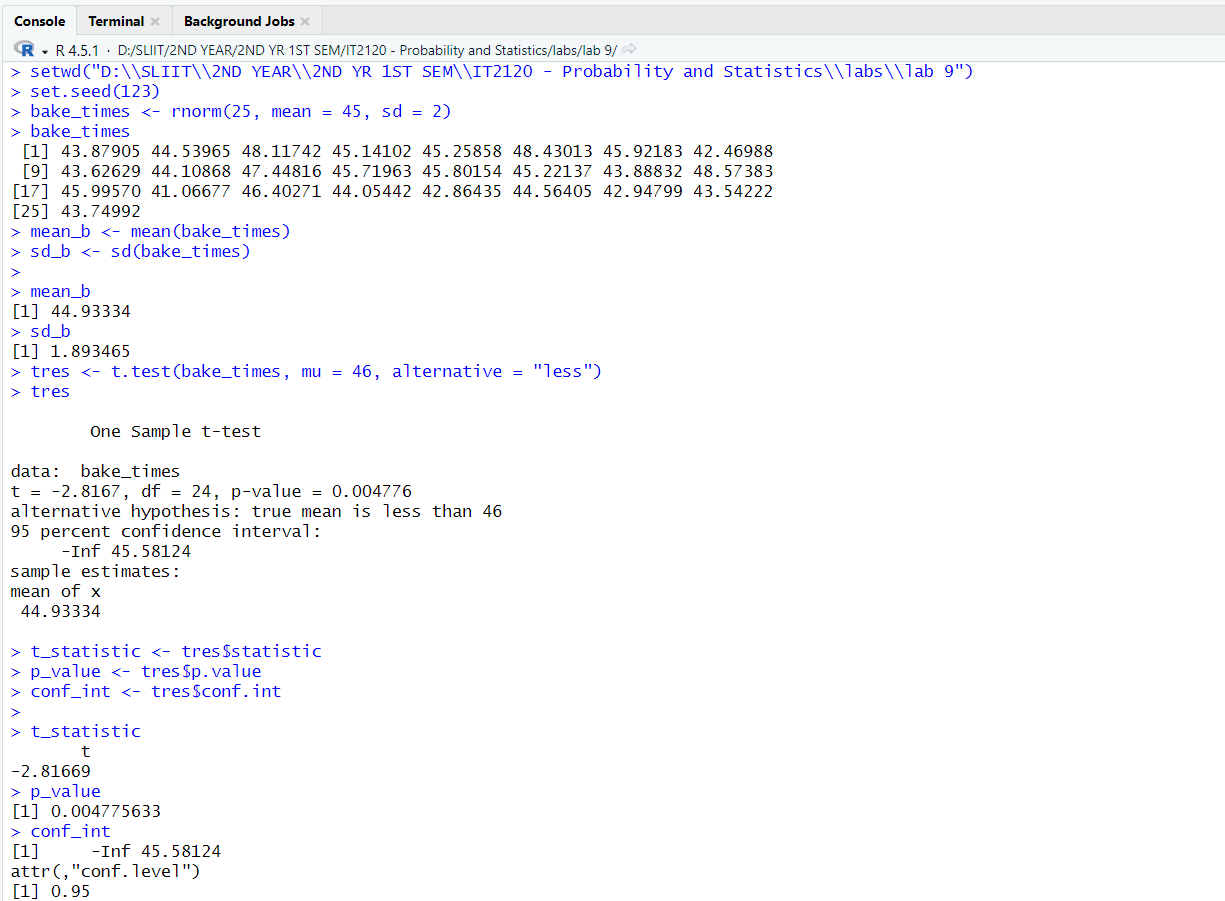 Console Terminal × Background Jobs ×
R R 4.5.1 · D:/SLIIT/2ND YEAR/2ND YR 1ST SEM/IT2120 - Probability and Statistics/labs/lab 9/
> setwd("D:\\SLIIT\\2ND YEAR\\2ND YR 1ST SEM\\IT2120 - Probability and Statistics\\labs\\lab 9")
> set.seed(123)
> bake_times <- rnorm(25, mean = 45, sd = 2)
> bake_times
 [1] 43.87905 44.53965 48.11742 45.14102 45.25858 48.43013 45.92183 42.46988
 [9] 43.62629 44.10868 47.44816 45.71963 45.80154 45.22137 43.88832 48.57383
[17] 45.99570 41.06677 46.40271 44.05442 42.86435 44.56405 42.94799 43.54222
[25] 43.74992
> mean_b <- mean(bake_times)
> sd_b <- sd(bake_times)
>
> mean_b
[1] 44.93334
> sd_b
[1] 1.893465
> tres <- t.test(bake_times, mu = 46, alternative = "less")
> tres
        One Sample t-test
data:  bake_times
t = -2.8167, df = 24, p-value = 0.004776
alternative hypothesis: true mean is less than 46
95 percent confidence interval:
     -Inf 45.58124
sample estimates:
mean of x
 44.93334
> t_statistic <- tres$statistic
> p_value <- tres$p.value
> conf_int <- tres$conf.int
>
> t_statistic
       t
-2.81669
> p_value
[1] 0.004775633
> conf_int
[1]     -Inf 45.58124
attr(,"conf.level")
[1] 0.95